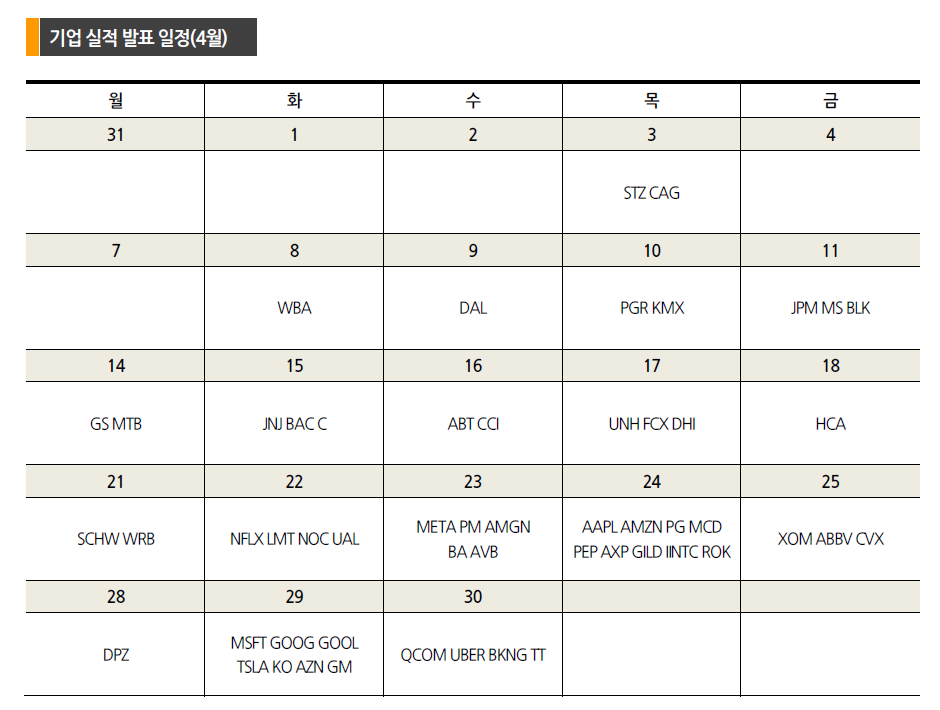 기업 실적 발표 일정(4월)
월 화 수 목 금
31 1 2 3 4
STZ CAG
7 8 9 10 11
WBA DAL PGR KMX JPM MS BLK
14 15 16 17 18
GS MTB JNJ BAC C ABT CCI UNH FCX DHI HCA
21 22 23 24 25
SCHW WRB NFLX LMT NOC UAL META PM AMGN AAPL AMZN PG MCD XOM ABBV CVX
BA AVB PEP AXP GILD IINTC ROK
28 29 30
DPZ MSFT GOOG GOOL QCOM UBER BKNG TT
TSLA KO AZN GM